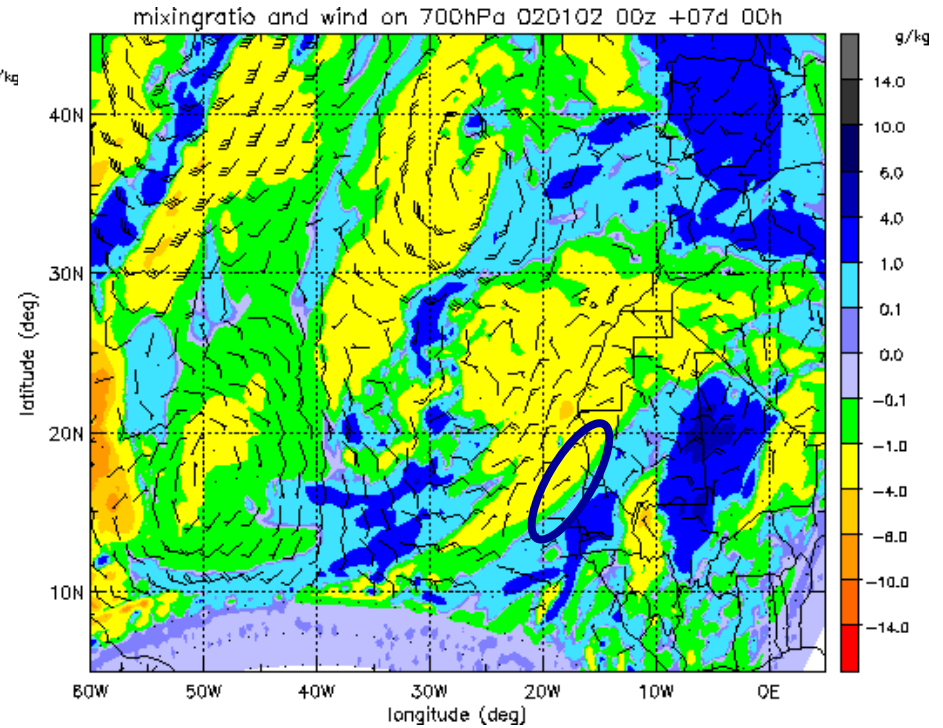 mixingratio and wind on 700hPa 020102 00z +07d 00h
g/kg
/kg
14.0
10.0
6.0
4.0
1.0
0.1
0.0
-0.1
-1.0
-4.0
-8.0
-10.0
-14.0
40N
30N
20N
10N
latitude (deg)
60W 50W 40W 30W 20W 10W 0E
longitude (deg)